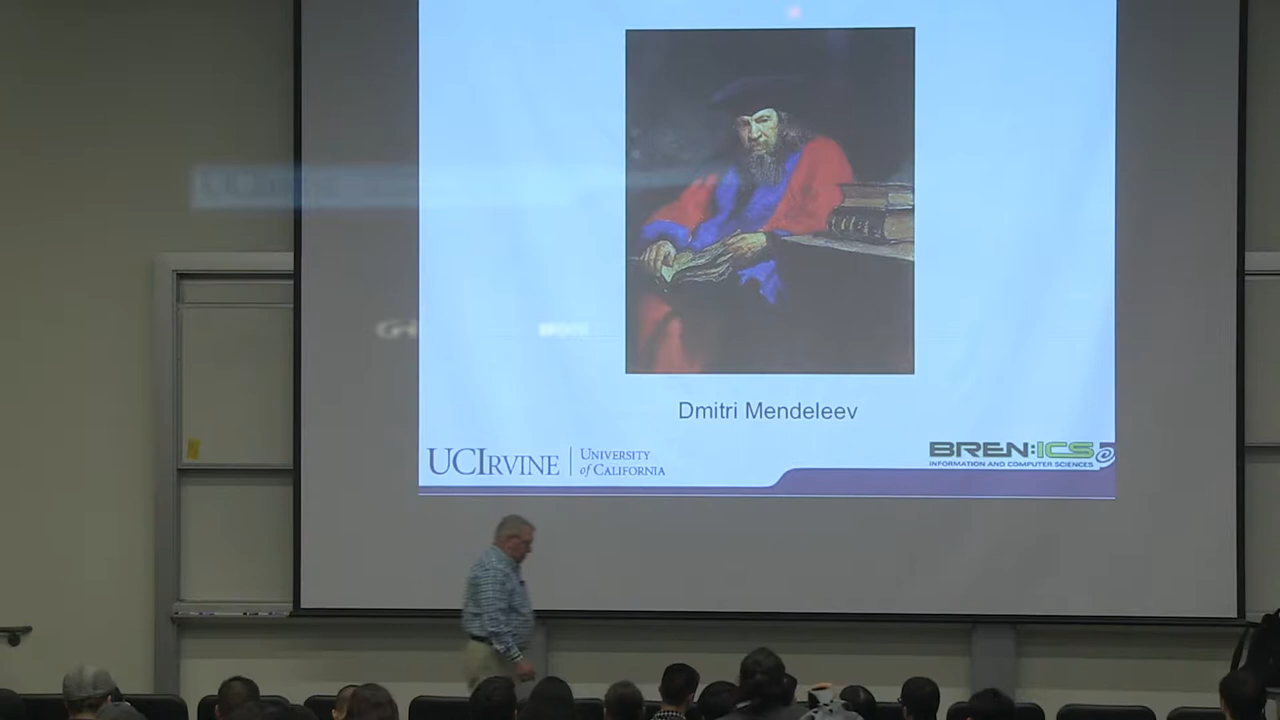 Dmitri Mendeleev
UCIRVINE
UNIVERSITY
of CALIFORNIA
BREN:ICS
INFORMATION AND COMPUTER SCIENCES